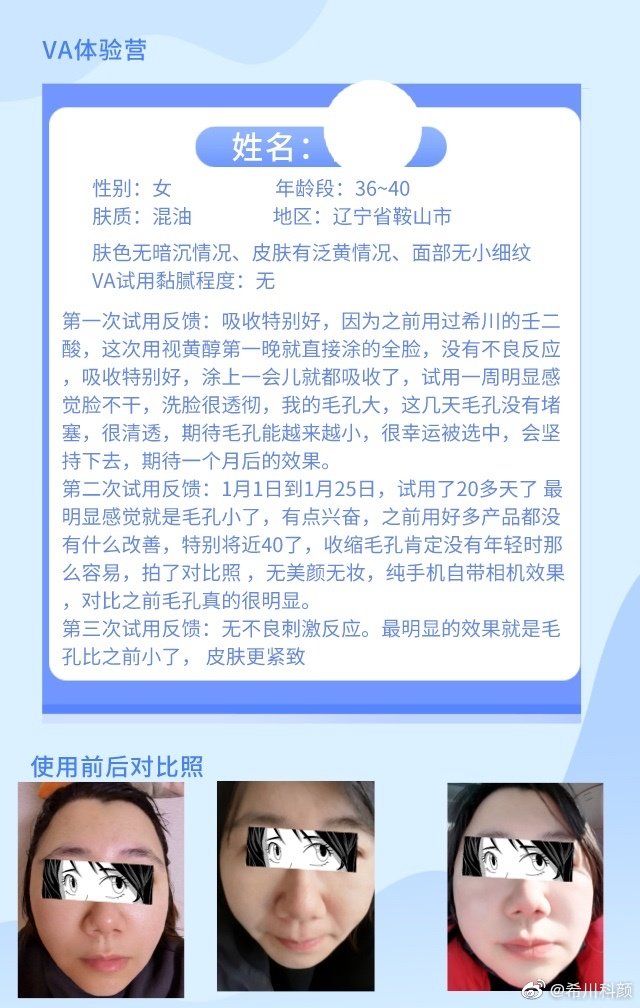 VA体验营
姓名：
性别：女 年龄段：36~40
肤质：混油 地区：辽宁省鞍山市
肤色无暗沉情况、皮肤有泛黄情况、面部无小细纹
VA试用黏腻程度：无
第一次试用反馈：吸收特别好，因为之前用过希川的壬二
酸，这次用视黄醇第一晚就直接涂的全脸，没有不良反应
，吸收特别好，涂上一会儿就都吸收了，试用一周明显感
觉脸不干，洗脸很透彻，我的毛孔大，这几天毛孔没有堵
塞，很清透，期待毛孔能越来越小，很幸运被选中，会坚
持下去，期待一个月后的效果。
第二次试用反馈：1月1日到1月25日，试用了20多天了 最
明显感觉就是毛孔小了，有点兴奋，之前用好多产品都没
有什么改善，特别将近40了，收缩毛孔肯定没有年轻时那
么容易，拍了对比照 ，无美颜无妆，纯手机自带相机效果
，对比之前毛孔真的很明显。
第三次试用反馈：无不良刺激反应。最明显的效果就是毛
孔比之前小了， 皮肤更紧致
使用前后对比照
@希川科颜